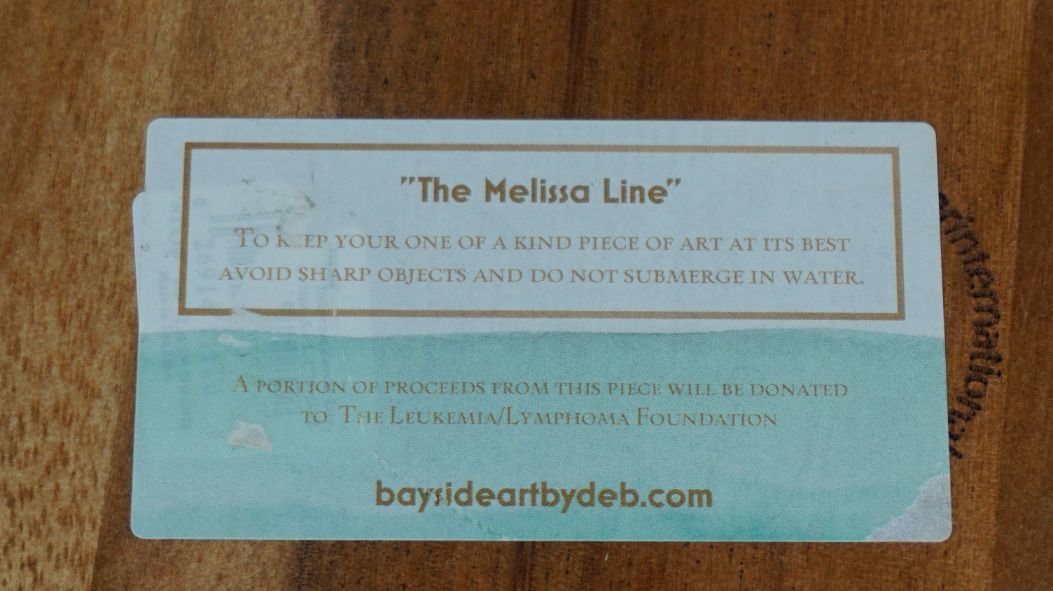 "The Melissa Line"
To keep your one of a kind piece of art at its best
avoid sharp objects and do not submerge in water.
A portion of proceeds from this piece will be donated
to The Leukemia/Lymphoma Foundation
baysideartbydeb.com